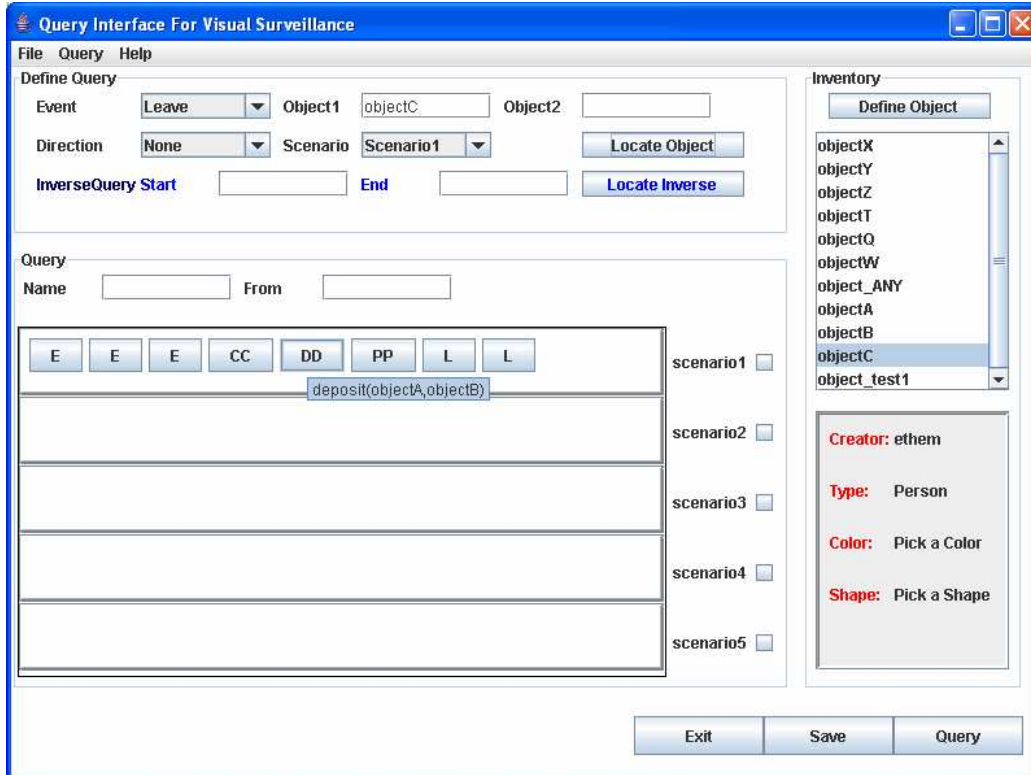 Query Interface For Visual Surveillance
File Query Help
Define Query
Event Leave Object1 objectC Object2
Direction None Scenario Scenario1 Locate Object
InverseQuery Start End Locate Inverse
Query
Name From
E E E CC DD PP L L
deposit(objectA,objectB)
scenario1
scenario2
scenario3
scenario4
scenario5
Inventory
Define Object
objectX
objectY
objectZ
objectT
objectQ
objectW
object_ANY
objectA
objectB
objectC
object_test1
Creator: ethem
Type: Person
Color: Pick a Color
Shape: Pick a Shape
Exit Save Query